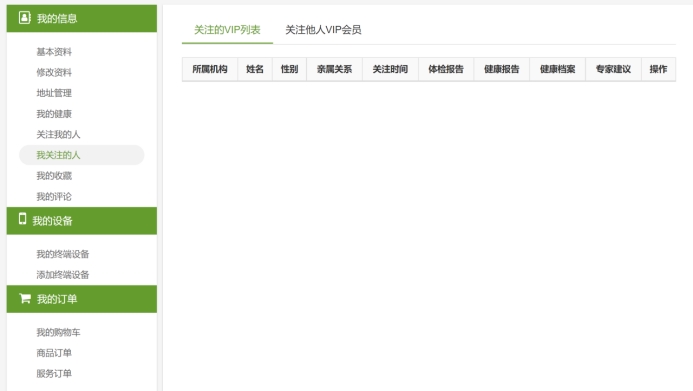 我的信息
基本资料
修改资料
地址管理
我的健康
关注我的人
我关注的人
我的收藏
我的评论
我的设备
我的终端设备
添加终端设备
我的订单
我的购物车
商品订单
服务订单
关注的VIP列表 关注他人VIP会员
所属机构 姓名 性别 亲属关系 关注时间 体检报告 健康报告 健康档案 专家建议 操作